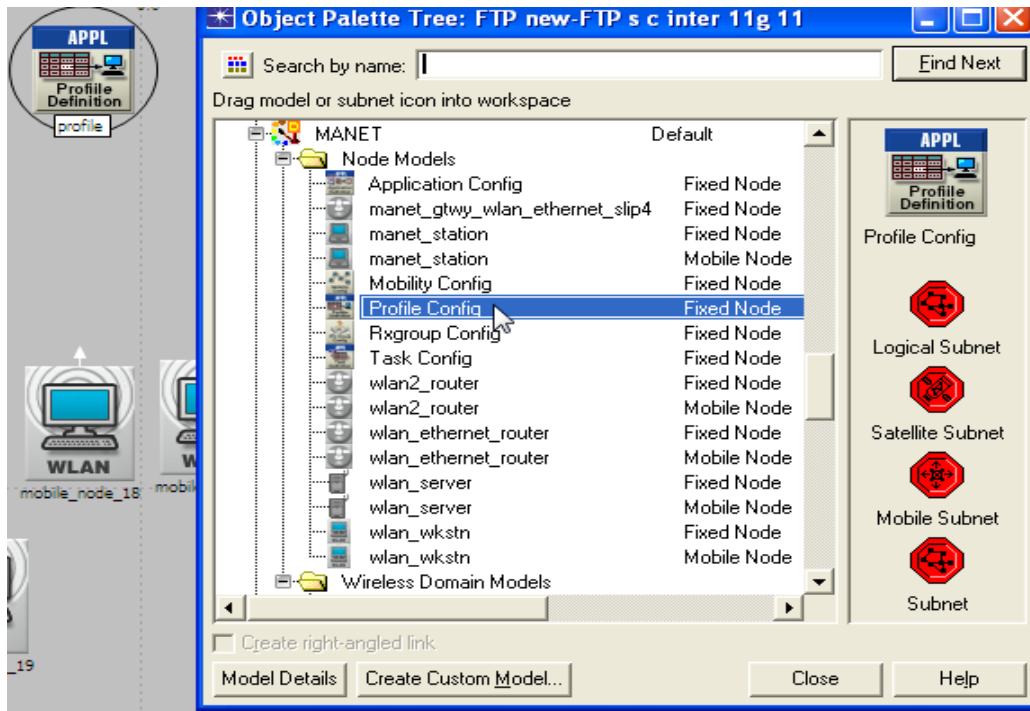 0.0
APPL
Profiile
Definition
profile
WLAN
mobile_node_18
W
mobil
_19
Object Palette Tree: FTP new-FTP s c inter 11g 11
Search by name:
Find Next
Drag model or subnet icon into workspace
MANET Default
Node Models
Application Config Fixed Node
manet_gtwy_wlan_ethernet_slip4 Fixed Node
manet_station Fixed Node
manet_station Mobile Node
Mobility Config Fixed Node
Profile Config Fixed Node
Rxgroup Config Fixed Node
Task Config Fixed Node
wlan2_router Fixed Node
wlan2_router Mobile Node
wlan_ethernet_router Fixed Node
wlan_ethernet_router Mobile Node
wlan_server Fixed Node
wlan_server Mobile Node
wlan_wkstn Fixed Node
wlan_wkstn Mobile Node
Wireless Domain Models
APPL
Profiile
Definition
Profile Config
Logical Subnet
Satellite Subnet
Mobile Subnet
Subnet
Create right-angled link
Model Details
Create Custom Model...
Close
Help